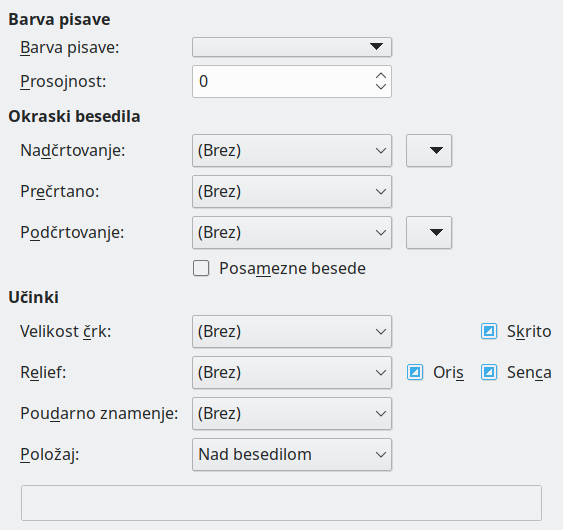 Barva pisave
Barva pisave:
Prosojnost: 0
Okraski besedila
Nadčrtovanje: (Brez)
Prečrtano: (Brez)
Podčrtovanje: (Brez)
Posamezne besede
Učinki
Velikost črk: (Brez) Skrito
Relief: (Brez) Oris Senca
Poudarno znamenje: (Brez)
Položaj: Nad besedilom